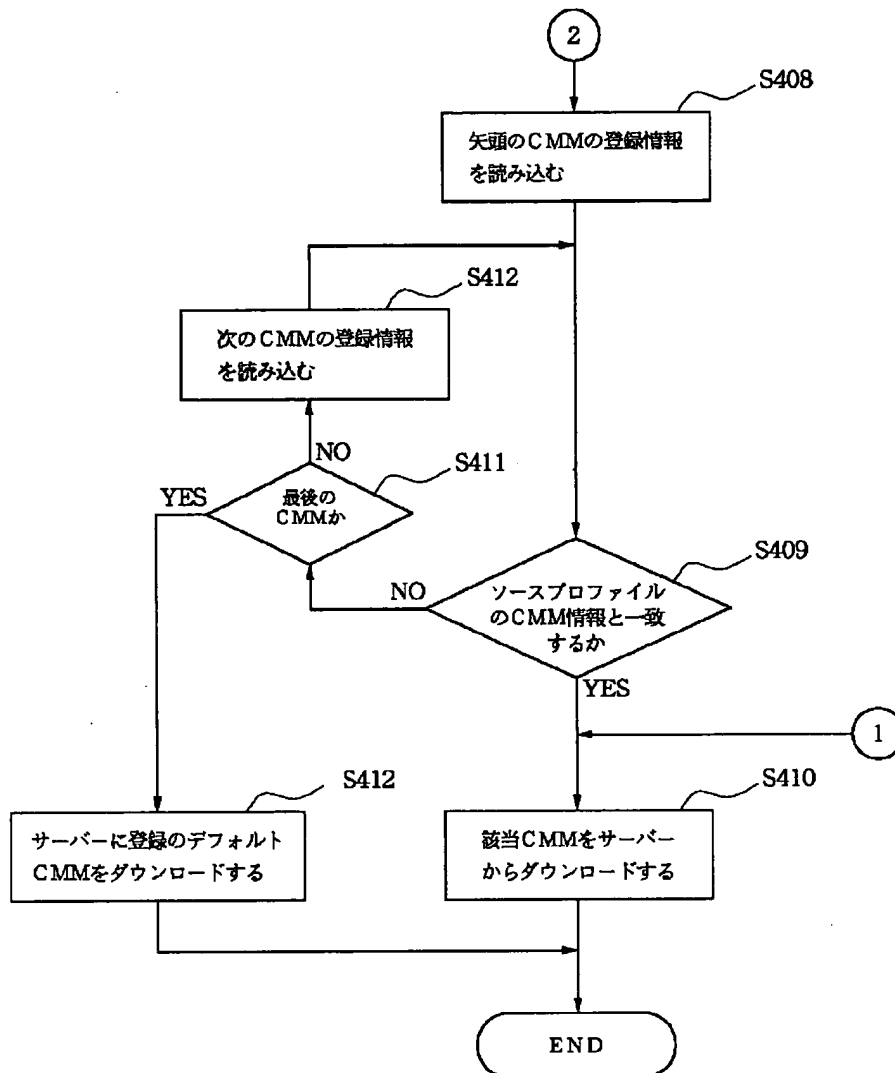 2
S408
矢頭のCMMの登録情報
を読み込む
S412
次のCMMの登録情報
を読み込む
NO
S411
YES
最後の
CMMか
S409
NO
ソースプロファイル
のCMM情報と一致
するか
YES
1
S412
S410
サーバーに登録のデフォルト
CMMをダウンロードする
該当CMMをサーバー
からダウンロードする
END